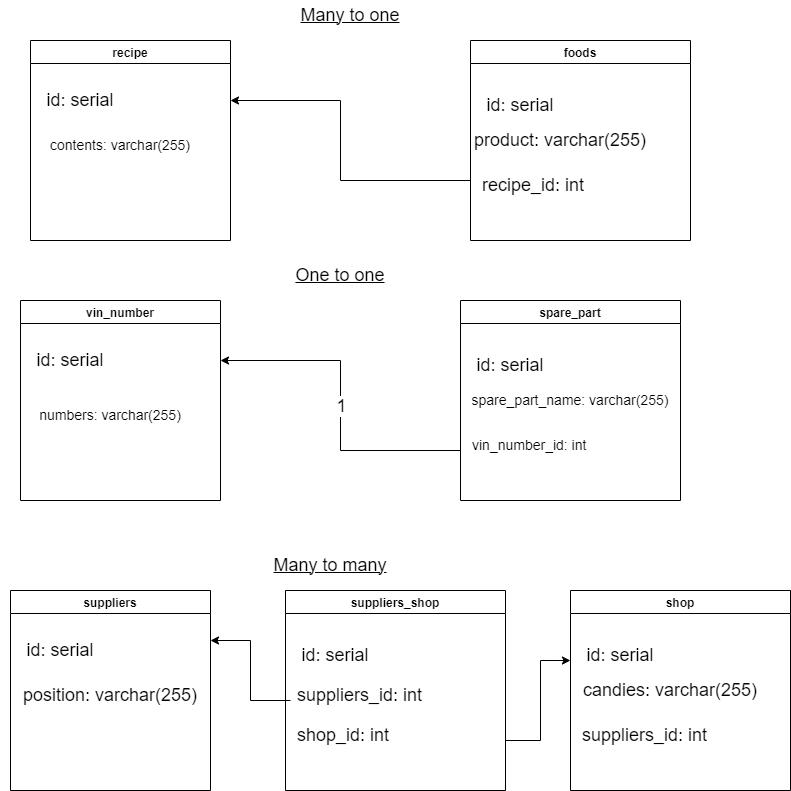 Many to one
recipe
id: serial
contents: varchar(255)
foods
id: serial
product: varchar(255)
recipe_id: int
One to one
vin_number
id: serial
numbers: varchar(255)
1
spare_part
id: serial
spare_part_name: varchar(255)
vin_number_id: int
Many to many
suppliers
id: serial
position: varchar(255)
suppliers_shop
id: serial
suppliers_id: int
shop_id: int
shop
id: serial
candies: varchar(255)
suppliers_id: int